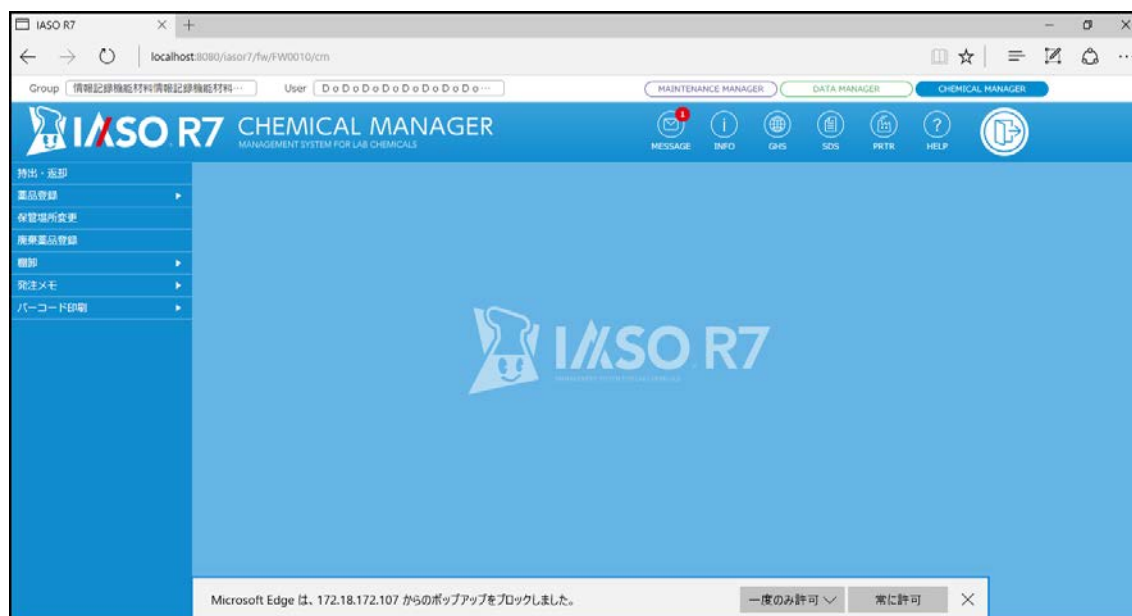 IASO R7
localhost:8080/iasor7/fw/FW0010/cm
Group 情報記録機能材料情報記録機能材料… User DoDoDoDoDoDoDoDo… MAINTENANCE MANAGER DATA MANAGER CHEMICAL MANAGER
IASO R7 CHEMICAL MANAGER
MANAGEMENT SYSTEM FOR LAB CHEMICALS
1
MESSAGE INFO GHS SDS PRTR HELP
持出・返却
薬品登録
保管場所変更
廃棄薬品登録
棚卸
発注メモ
バーコード印刷
IASO R7
MANAGEMENT SYSTEM FOR LAB CHEMICALS
Microsoft Edge は、172.18.172.107 からのポップアップをブロックしました。 一度のみ許可 常に許可